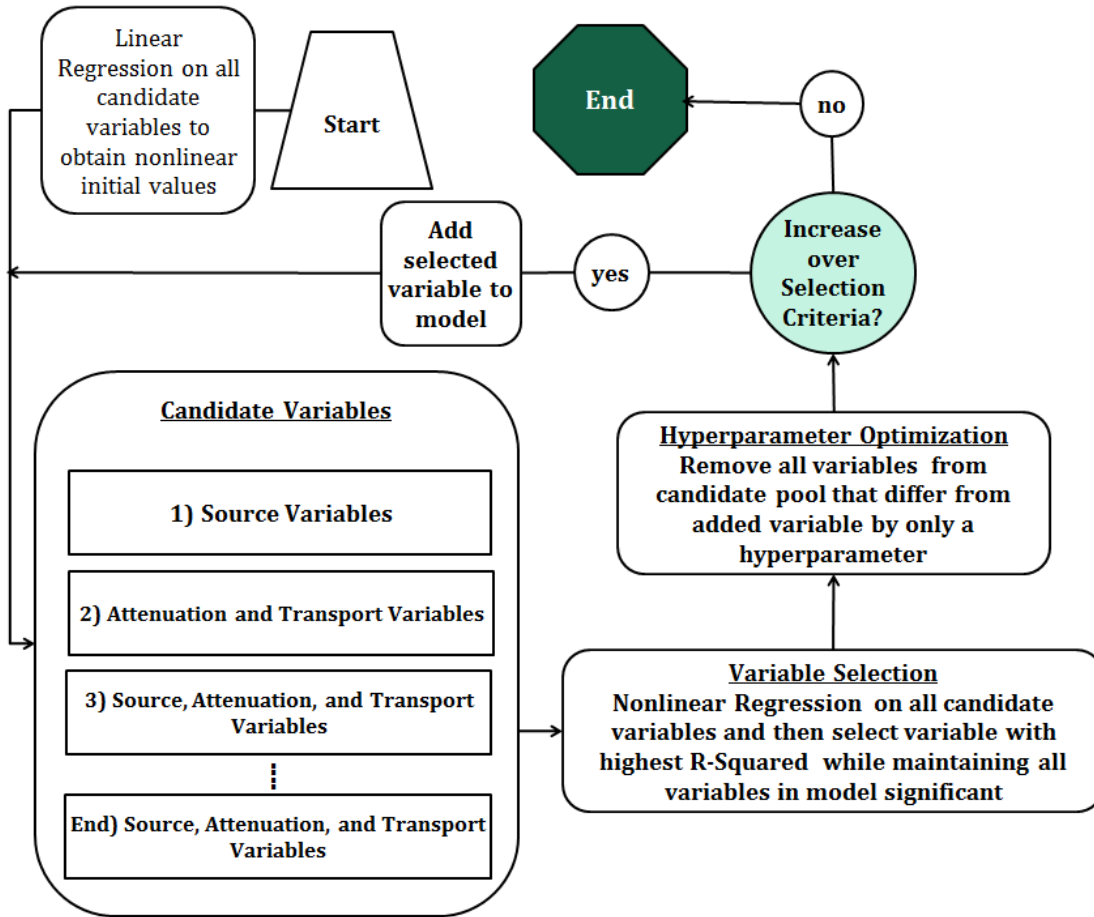 Linear
Regression on all
candidate
variables to
obtain nonlinear
initial values
Start
End
no
Add
selected
variable to
model
yes
Increase
over
Selection
Criteria?
Candidate Variables
1) Source Variables
2) Attenuation and Transport Variables
3) Source, Attenuation, and Transport
Variables
End) Source, Attenuation, and Transport
Variables
Hyperparameter Optimization
Remove all variables from
candidate pool that differ from
added variable by only a
hyperparameter
Variable Selection
Nonlinear Regression on all candidate
variables and then select variable with
highest R-Squared while maintaining all
variables in model significant